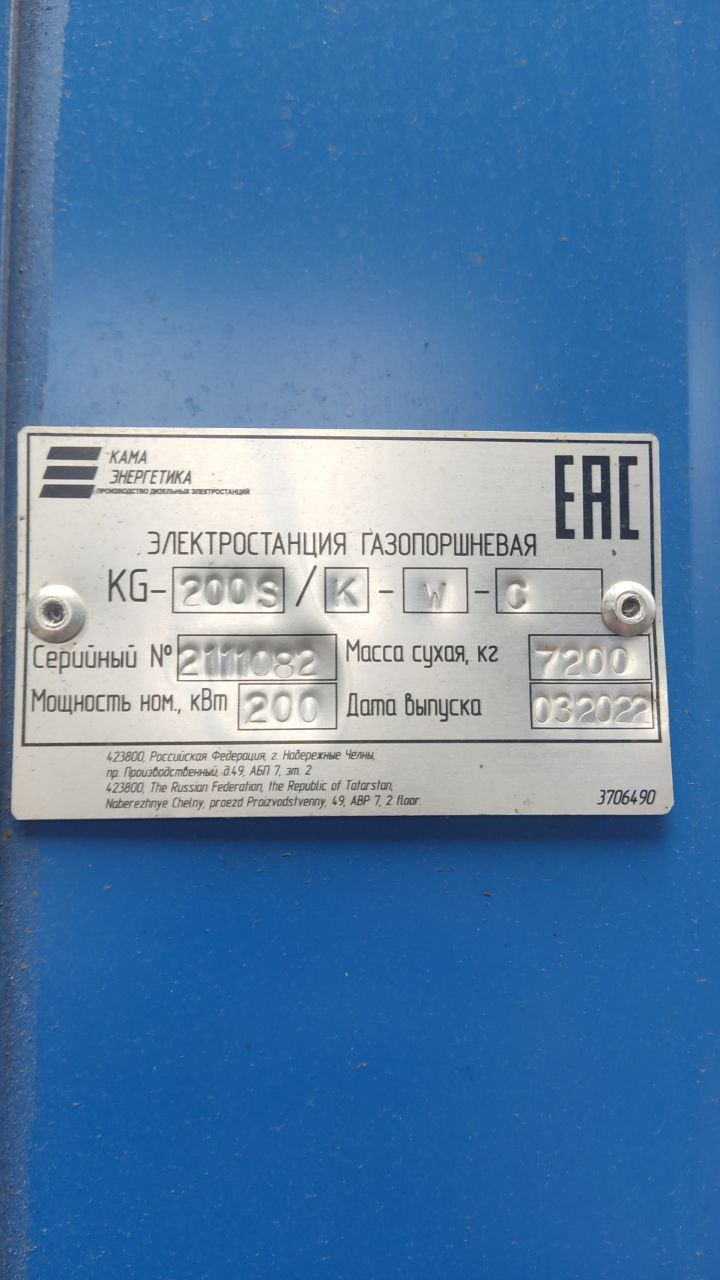 КАМА
ЭНЕРГЕТИКА
ПРОИЗВОДСТВО ДИЗЕЛЬНЫХ ЭЛЕКТРОСТАНЦИЙ
EAC
ЭЛЕКТРОСТАНЦИЯ ГАЗОПОРШНЕВАЯ
KG-200S/K-W-C
Серийный № 2111082 Масса сухая, кг 7200
Мощность ном., кВт 200 Дата выпуска 032022
423800, Российская Федерация, г. Набережные Челны,
пр. Производственный, д.49, АБП 7, эт. 2
423800, The Russian Federation, the Republic of Tatarstan,
Naberezhnye Chelny, proezd Proizvodstvenny, 49, ABP 7, 2 floor.
3706490